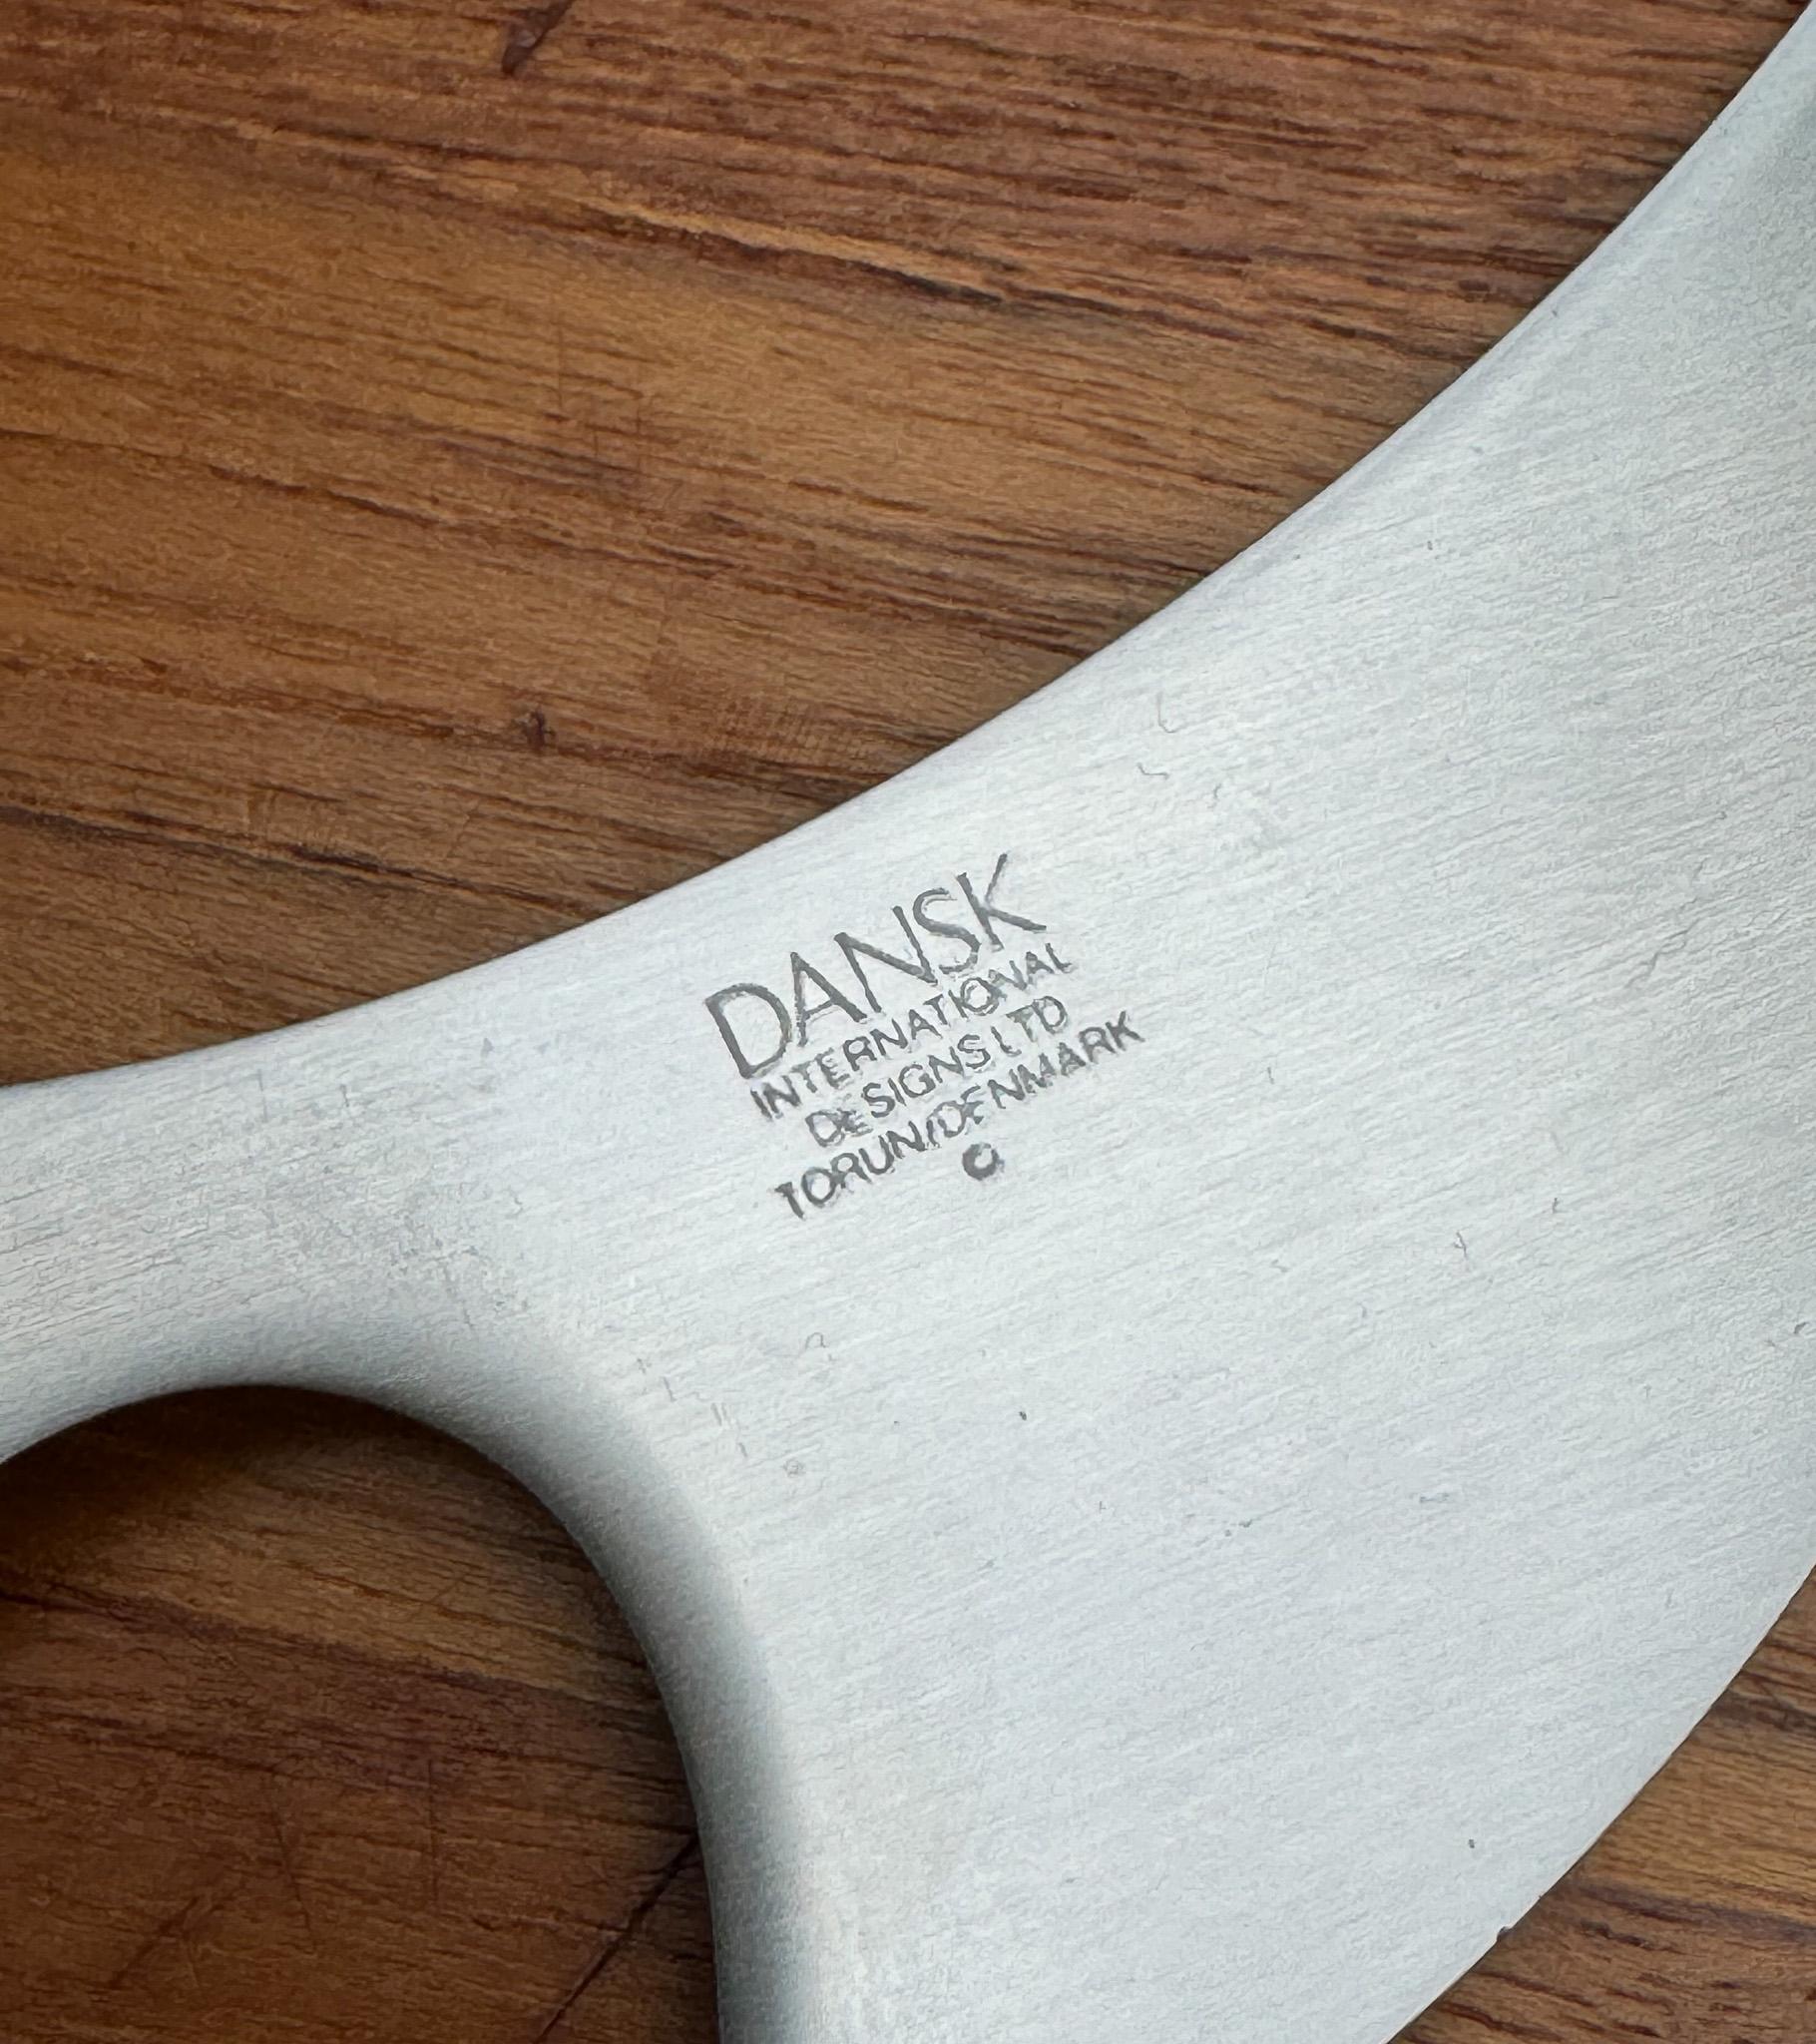 DANSK
INTERNATIONAL
DESIGNS LTD
TORUN/DENMARK
©